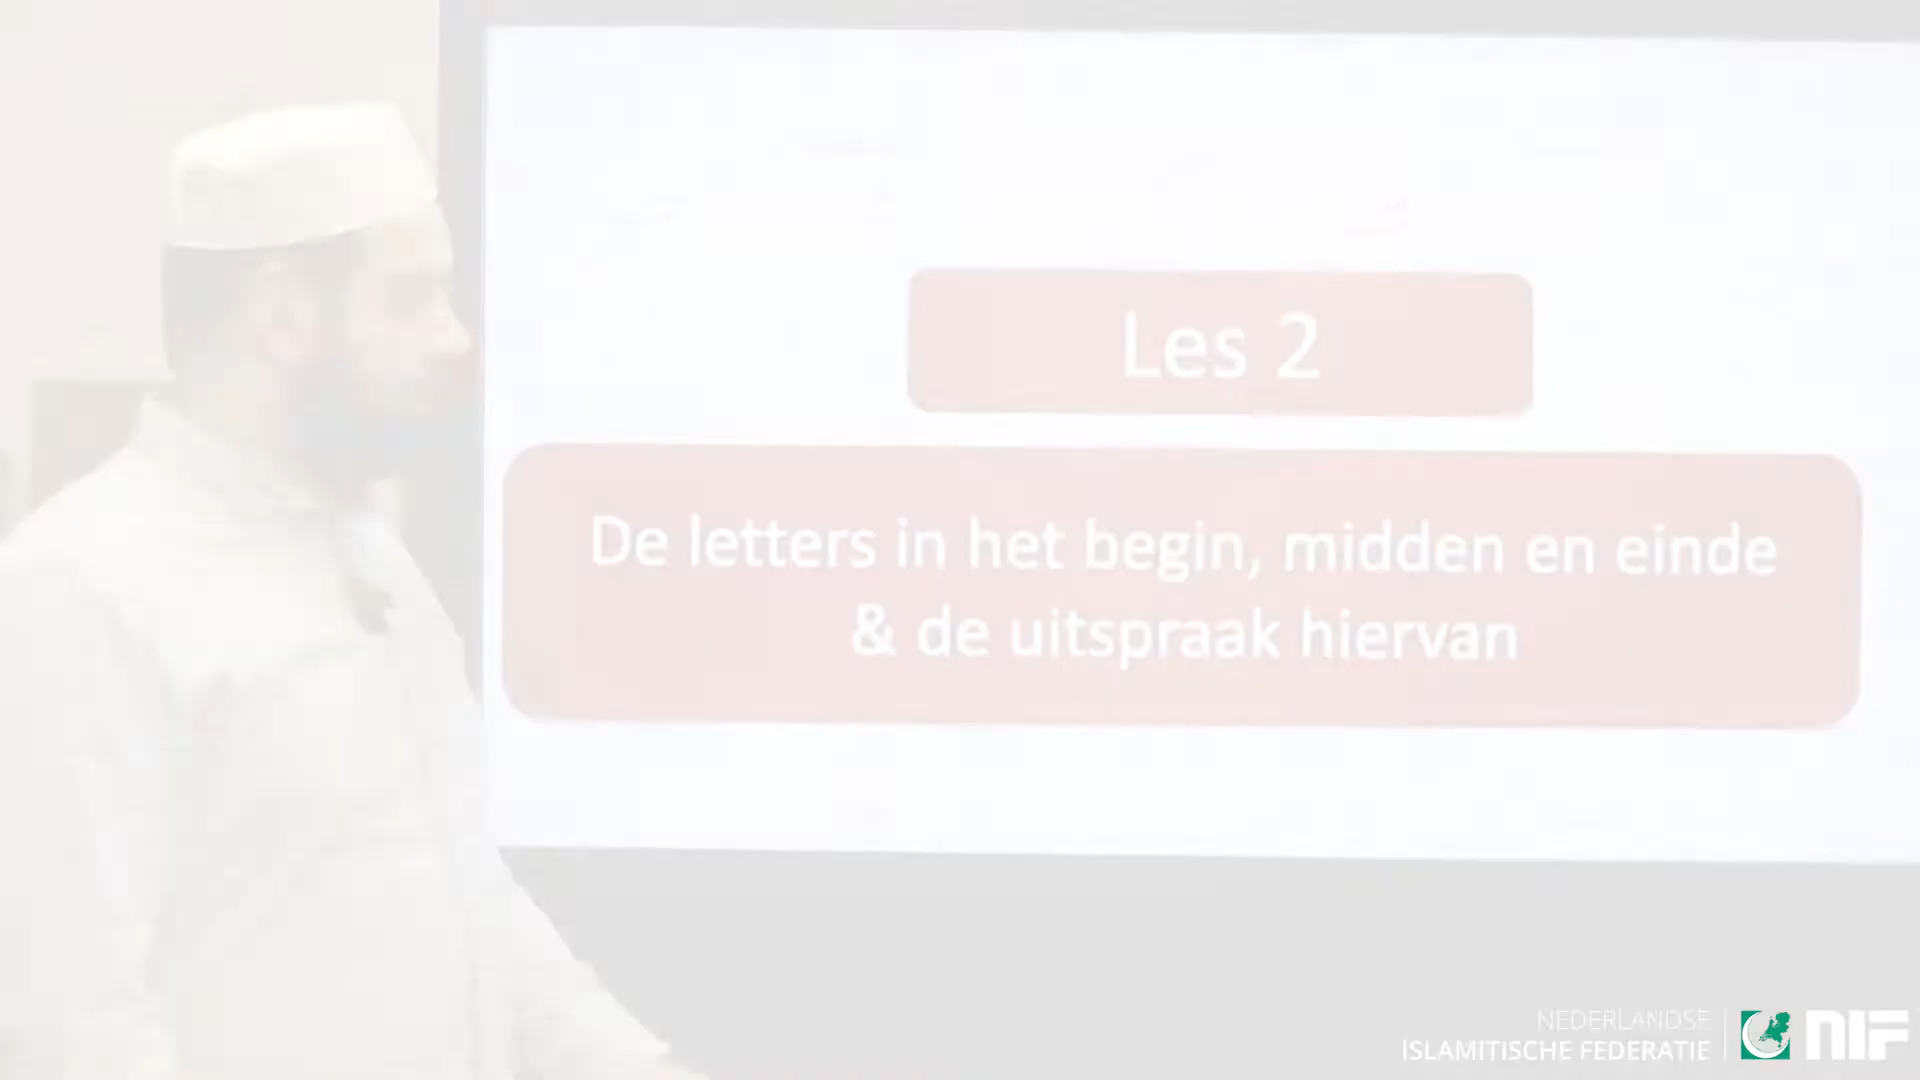 Les 2
De letters in het begin, midden en einde
& de uitspraak hiervan
NEDERLANDSE
ISLAMITISCHE FEDERATIE
NIF